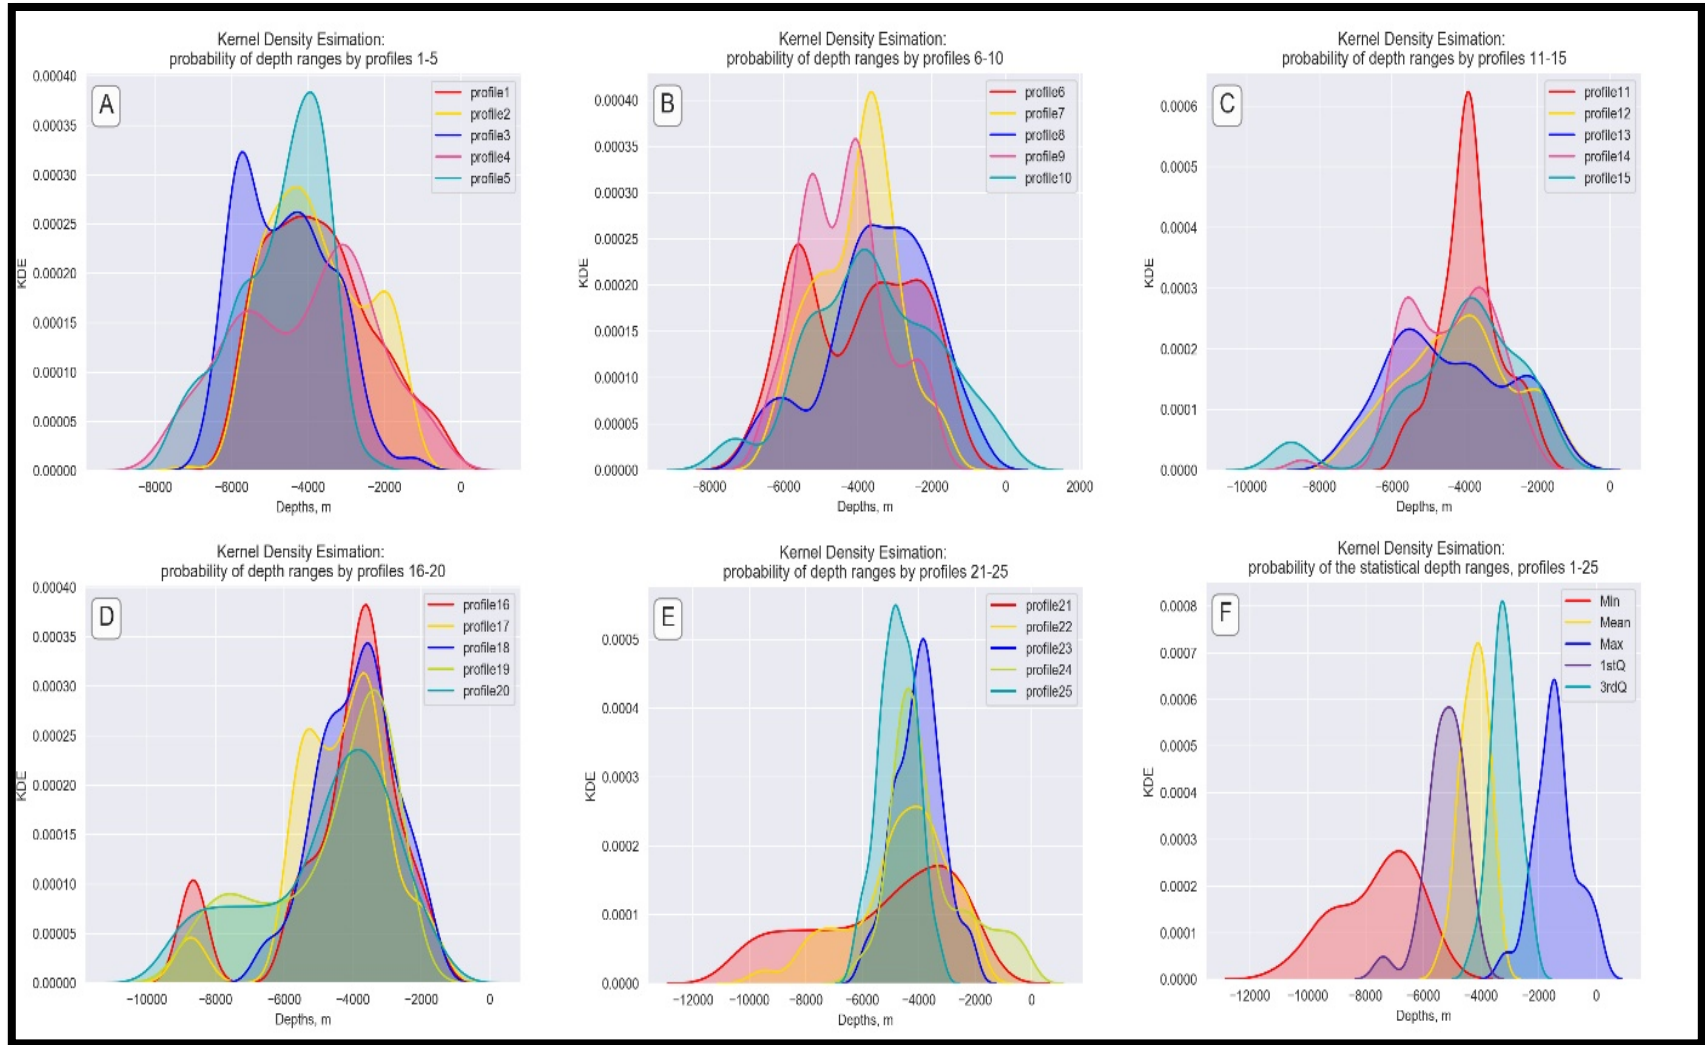 Kernel Density Esimation:
probability of depth ranges by profiles 1-5
A
profile1
profile2
profile3
profile4
profile5
0.00040
0.00035
0.00030
0.00025
0.00020
0.00015
0.00010
0.00005
0.00000
KDE
−8000 −6000 −4000 −2000 0
Depths, m
Kernel Density Esimation:
probability of depth ranges by profiles 6-10
B
profile6
profile7
profile8
profile9
profile10
0.00040
0.00035
0.00030
0.00025
0.00020
0.00015
0.00010
0.00005
0.00000
KDE
−8000 −6000 −4000 −2000 0 2000
Depths, m
Kernel Density Esimation:
probability of depth ranges by profiles 11-15
C
profile11
profile12
profile13
profile14
profile15
0.0006
0.0005
0.0004
0.0003
0.0002
0.0001
0.0000
KDE
−10000 −8000 −6000 −4000 −2000 0
Depths, m
Kernel Density Esimation:
probability of depth ranges by profiles 16-20
D
profile16
profile17
profile18
profile19
profile20
0.00040
0.00035
0.00030
0.00025
0.00020
0.00015
0.00010
0.00005
0.00000
KDE
−10000 −8000 −6000 −4000 −2000 0
Depths, m
Kernel Density Esimation:
probability of depth ranges by profiles 21-25
E
profile21
profile22
profile23
profile24
profile25
0.0005
0.0004
0.0003
0.0002
0.0001
0.0000
KDE
−12000 −10000 −8000 −6000 −4000 −2000 0
Depths, m
Kernel Density Esimation:
probability of the statistical depth ranges, profiles 1-25
F
Min
Mean
Max
1stQ
3rdQ
0.0008
0.0007
0.0006
0.0005
0.0004
0.0003
0.0002
0.0001
0.0000
KDE
−12000 −10000 −8000 −6000 −4000 −2000 0
Depths, m